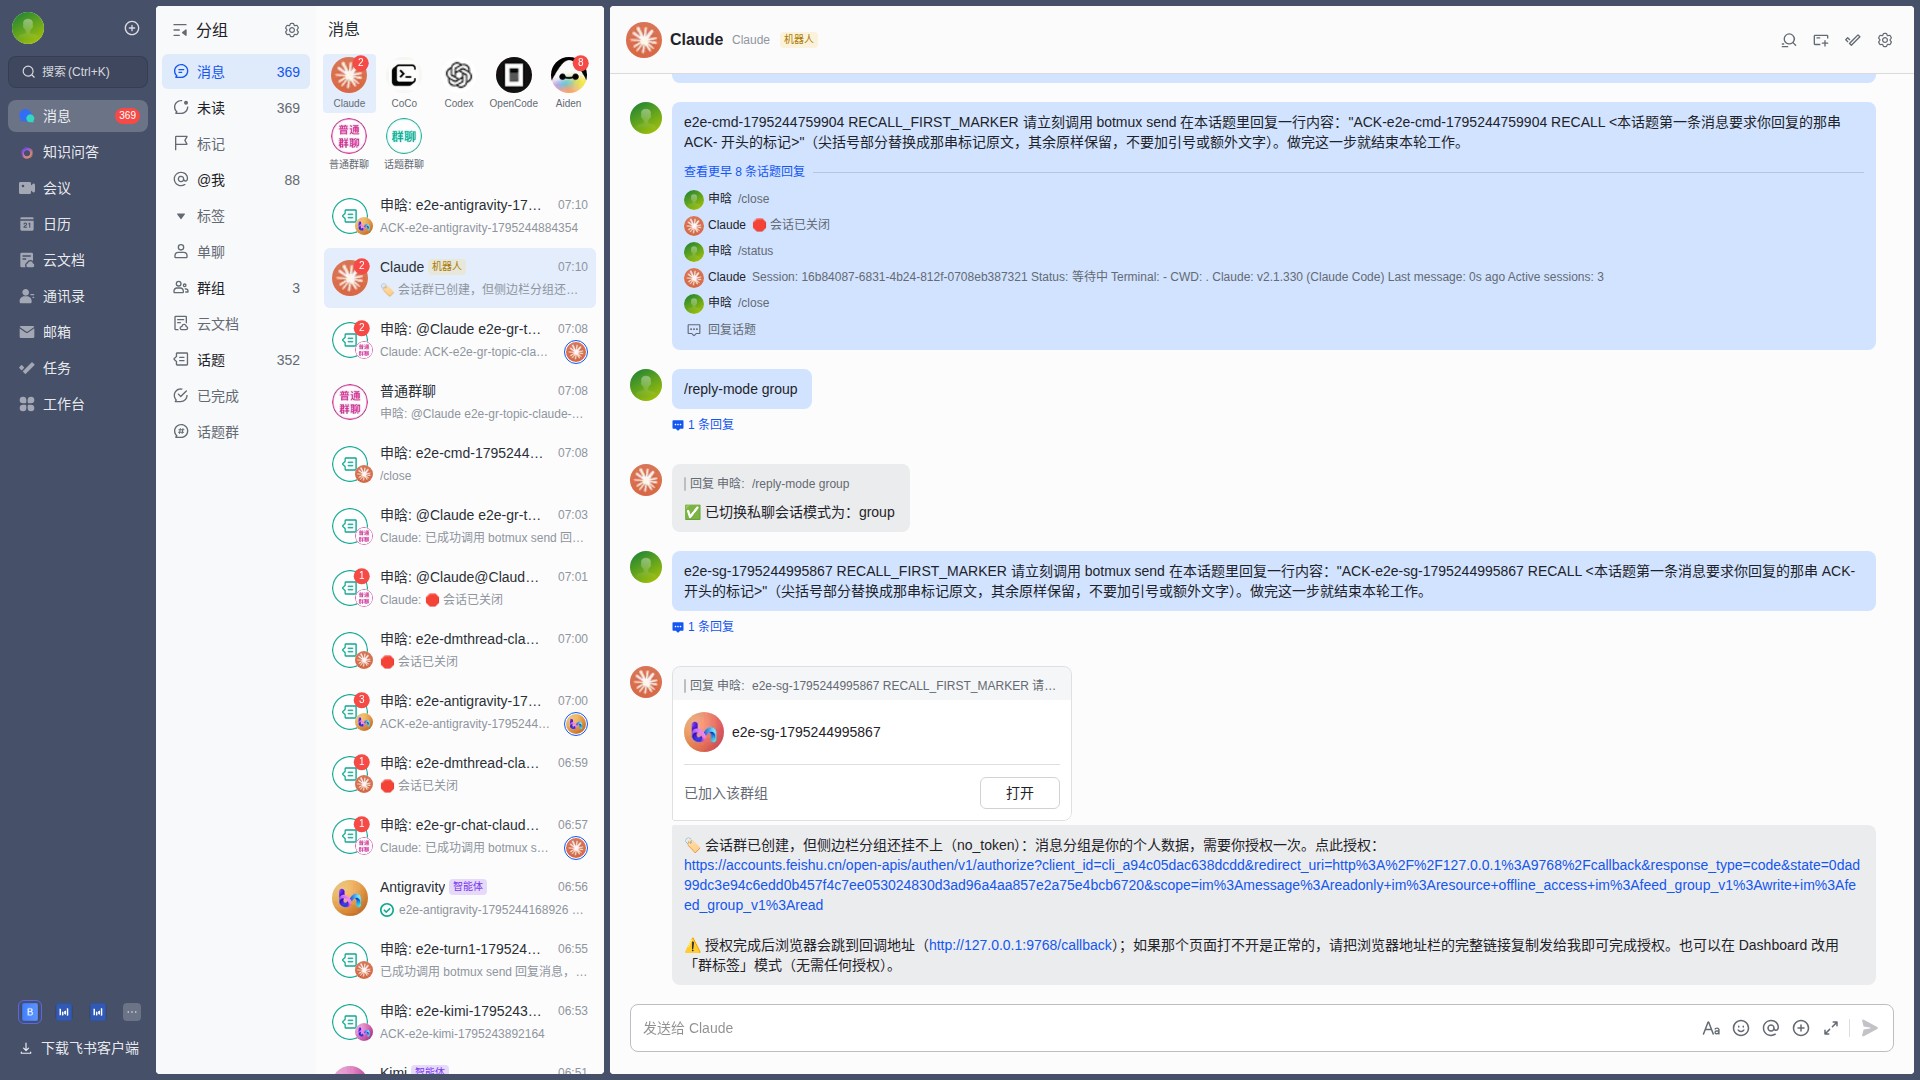 搜索 (Ctrl+K)
消息 369
知识问答
会议
日历
云文档
通讯录
邮箱
任务
工作台
下载飞书客户端
分组
消息 369
未读 369
标记
@我 88
标签
单聊
群组 3
云文档
话题 352
已完成
话题群
消息
2
Claude
CoCo
Codex
OpenCode
8
Aiden
普通群聊
普通群聊
群聊
话题群聊
申晗: e2e-antigravity-17… 07:10
ACK-e2e-antigravity-1795244884354
2
Claude 机器人 07:10
🏷️ 会话群已创建，但侧边栏分组还…
2
申晗: @Claude e2e-gr-t… 07:08
Claude: ACK-e2e-gr-topic-cla…
普通群聊 07:08
申晗: @Claude e2e-gr-topic-claude-…
申晗: e2e-cmd-1795244… 07:08
/close
申晗: @Claude e2e-gr-t… 07:03
Claude: 已成功调用 botmux send 回…
1
申晗: @Claude@Claud… 07:01
Claude: 🛑 会话已关闭
申晗: e2e-dmthread-cla… 07:00
🛑 会话已关闭
3
申晗: e2e-antigravity-17… 07:00
ACK-e2e-antigravity-1795244…
1
申晗: e2e-dmthread-cla… 06:59
🛑 会话已关闭
1
申晗: e2e-gr-chat-claud… 06:57
Claude: 已成功调用 botmux s…
Antigravity 智能体 06:56
e2e-antigravity-1795244168926 …
申晗: e2e-turn1-179524… 06:55
已成功调用 botmux send 回复消息，…
申晗: e2e-kimi-1795243… 06:53
ACK-e2e-kimi-1795243892164
Kimi 智能体 06:51
Claude Claude 机器人
e2e-cmd-1795244759904 RECALL_FIRST_MARKER 请立刻调用 botmux send 在本话题里回复一行内容："ACK-e2e-cmd-1795244759904 RECALL <本话题第一条消息要求你回复的那串
ACK- 开头的标记>"（尖括号部分替换成那串标记原文，其余原样保留，不要加引号或额外文字）。做完这一步就结束本轮工作。
查看更早 8 条话题回复
申晗 /close
Claude 🛑 会话已关闭
申晗 /status
Claude Session: 16b84087-6831-4b24-812f-0708eb387321 Status: 等待中 Terminal: - CWD: . Claude: v2.1.330 (Claude Code) Last message: 0s ago Active sessions: 3
申晗 /close
回复话题
/reply-mode group
1 条回复
回复 申晗: /reply-mode group
✅ 已切换私聊会话模式为：group
e2e-sg-1795244995867 RECALL_FIRST_MARKER 请立刻调用 botmux send 在本话题里回复一行内容："ACK-e2e-sg-1795244995867 RECALL <本话题第一条消息要求你回复的那串 ACK-
开头的标记>"（尖括号部分替换成那串标记原文，其余原样保留，不要加引号或额外文字）。做完这一步就结束本轮工作。
1 条回复
回复 申晗: e2e-sg-1795244995867 RECALL_FIRST_MARKER 请…
e2e-sg-1795244995867
已加入该群组 打开
🏷️ 会话群已创建，但侧边栏分组还挂不上（no_token）：消息分组是你的个人数据，需要你授权一次。点此授权：
https://accounts.feishu.cn/open-apis/authen/v1/authorize?client_id=cli_a94c05dac638dcdd&redirect_uri=http%3A%2F%2F127.0.0.1%3A9768%2Fcallback&response_type=code&state=0dad
99dc3e94c6edd0b457f4c7ee053024830d3ad96a4aa857e2a75e4bcb6720&scope=im%3Amessage%3Areadonly+im%3Aresource+offline_access+im%3Afeed_group_v1%3Awrite+im%3Afe
ed_group_v1%3Aread
⚠️ 授权完成后浏览器会跳到回调地址（http://127.0.0.1:9768/callback）；如果那个页面打不开是正常的，请把浏览器地址栏的完整链接复制发给我即可完成授权。也可以在 Dashboard 改用
「群标签」模式（无需任何授权）。
发送给 Claude